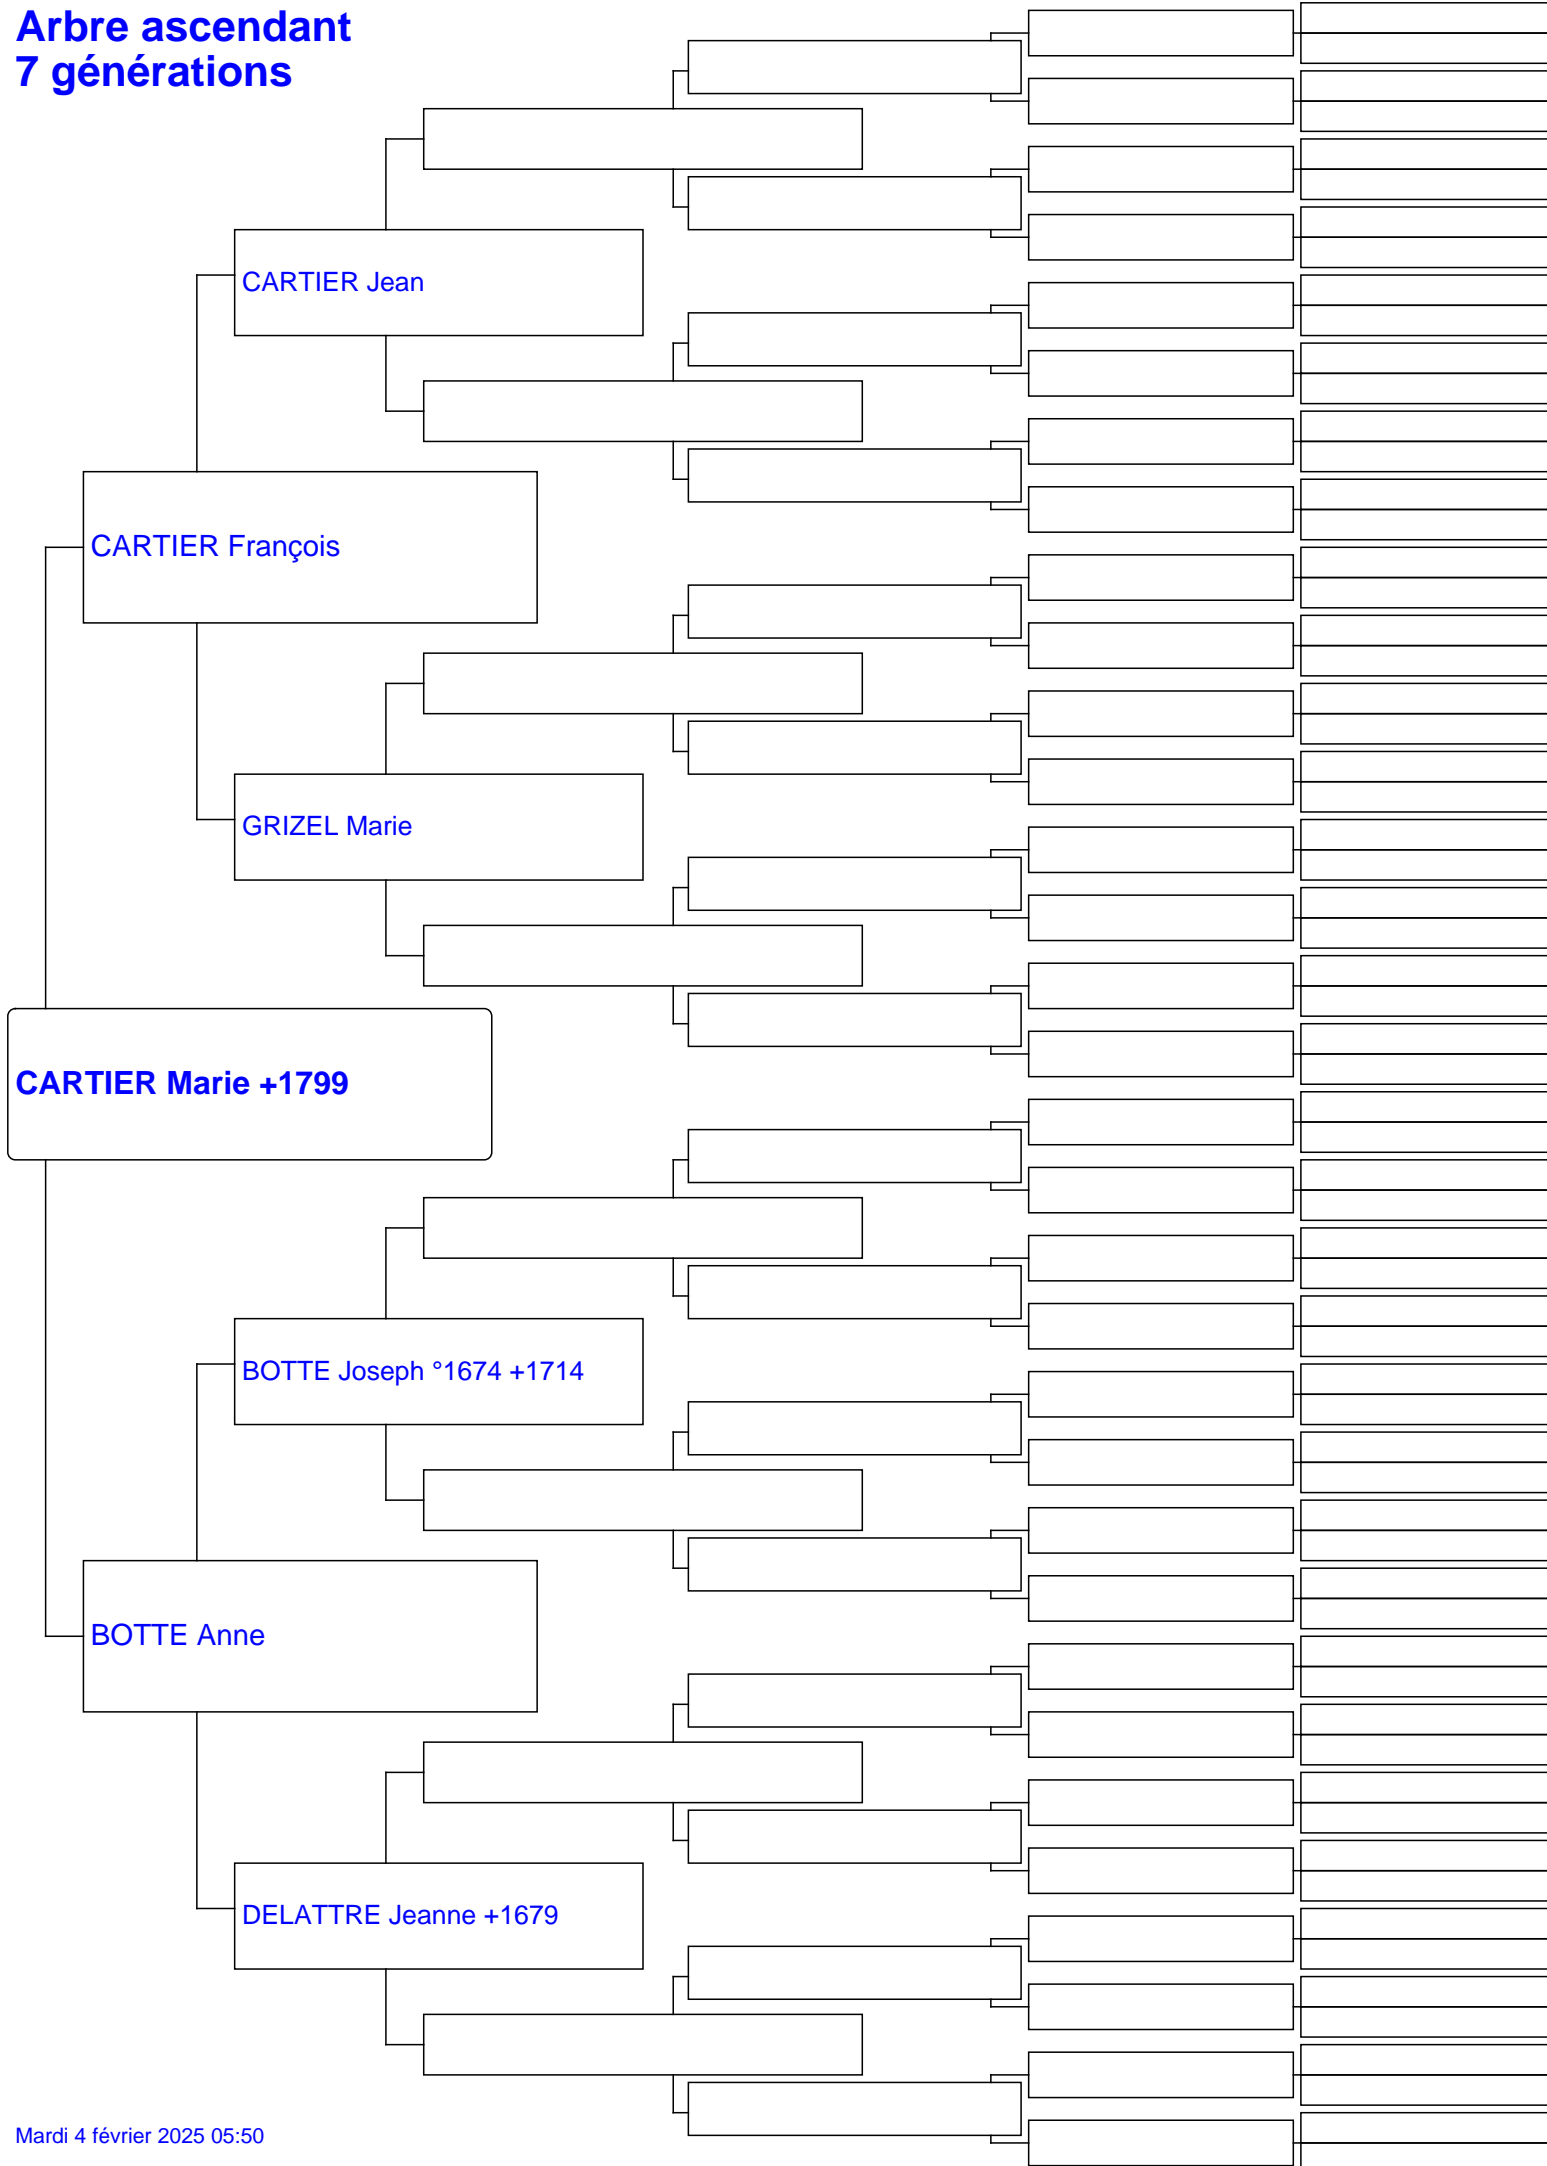 Arbre ascendant
7 générations
CARTIER Jean
CARTIER François
GRIZEL Marie
CARTIER Marie +1799
BOTTE Joseph °1674 +1714
BOTTE Anne
DELATTRE Jeanne +1679
Mardi 4 février 2025 05:50